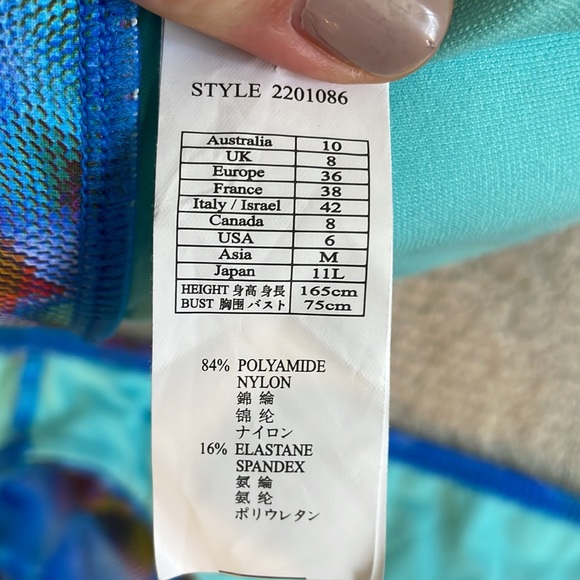 STYLE 2201086
Australia 10
UK 8
Europe 36
France 38
Italy / Israel 42
Canada 8
USA 6
Asia M
Japan 11L
HEIGHT 身高 身長 165cm
BUST 胸围 バスト 75cm
84% POLYAMIDE
NYLON
錦 綸
锦 纶
ナイロン
16% ELASTANE
SPANDEX
氨 綸
氨 纶
ポリウレタン